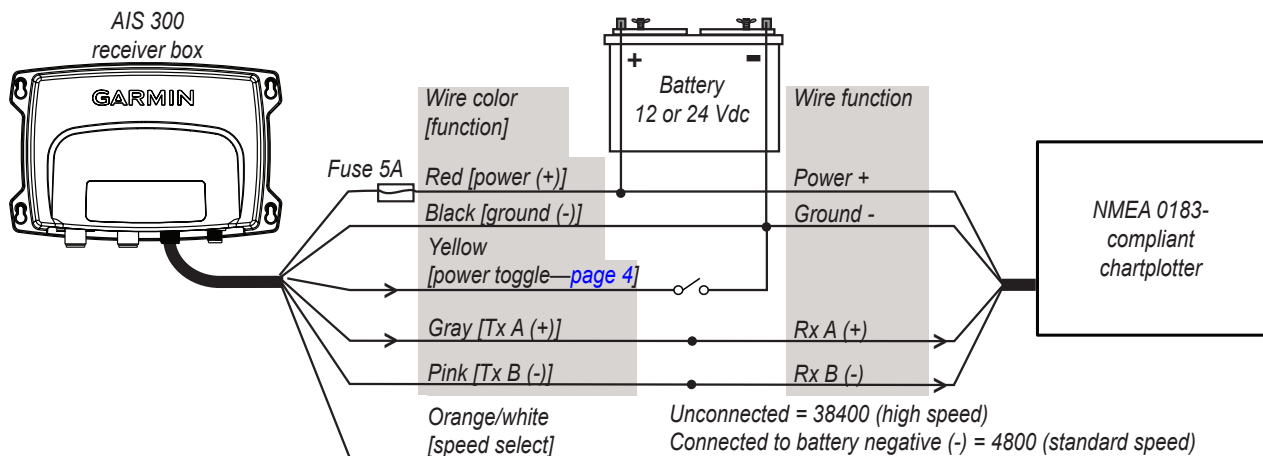 AIS 300
receiver box
GARMIN
+
-
Battery
12 or 24 Vdc
Wire color
[function]
Wire function
Fuse 5A
Red [power (+)]
Power +
Black [ground (-)]
Ground -
Yellow
[power toggle—page 4]
Gray [Tx A (+)]
Rx A (+)
Pink [Tx B (-)]
Rx B (-)
Orange/white
[speed select]
Unconnected = 38400 (high speed)
Connected to battery negative (-) = 4800 (standard speed)
NMEA 0183-
compliant
chartplotter